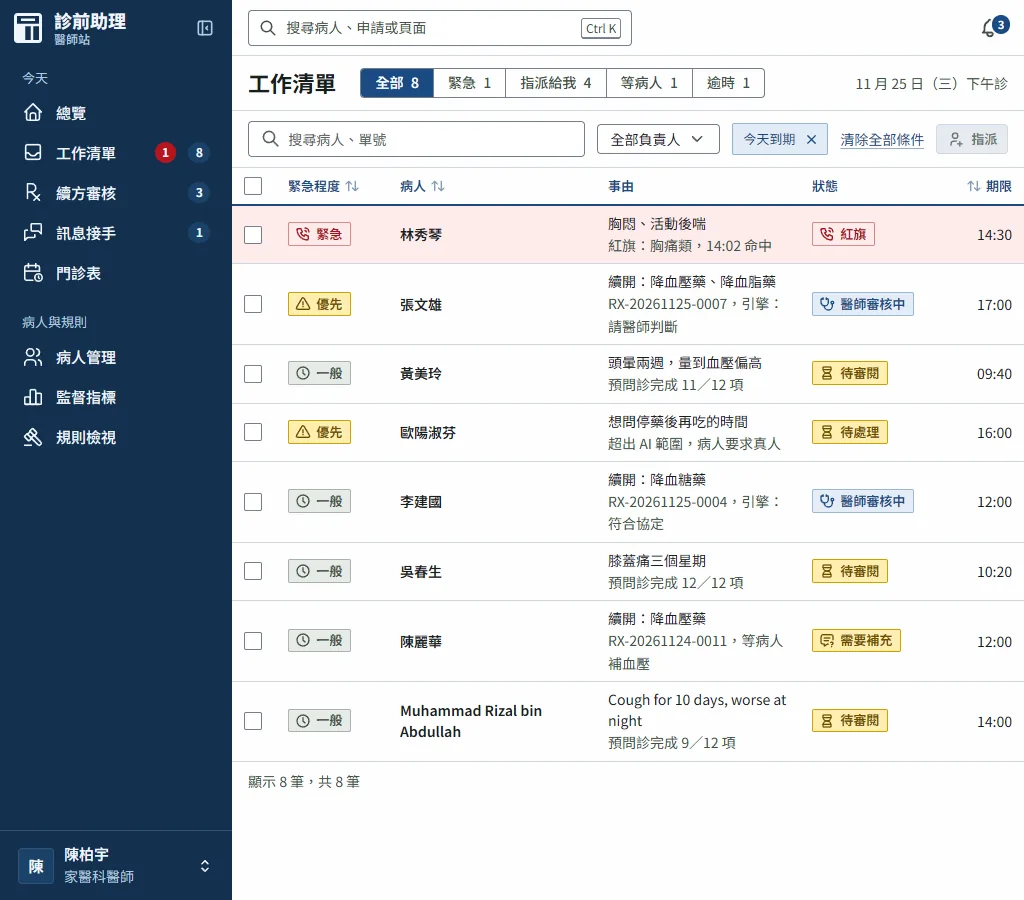 診前助理
醫師站
今天
總覽
工作清單 1 8
續方審核 3
訊息接手 1
門診表
病人與規則
病人管理
監督指標
規則檢視
陳
陳柏宇
家醫科醫師
搜尋病人、申請或頁面 Ctrl K
3
工作清單
全部 8 緊急 1 指派給我 4 等病人 1 逾時 1
11 月 25 日（三）下午診
搜尋病人、單號
全部負責人
今天到期
清除全部條件
指派
緊急程度 病人 事由 狀態 期限
緊急 林秀琴 胸悶、活動後喘 紅旗 14:30
紅旗：胸痛類，14:02 命中
優先 張文雄 續開：降血壓藥、降血脂藥 醫師審核中 17:00
RX-20261125-0007，引擎：
請醫師判斷
一般 黃美玲 頭暈兩週，量到血壓偏高 待審閱 09:40
預問診完成 11／12 項
優先 歐陽淑芬 想問停藥後再吃的時間 待處理 16:00
超出 AI 範圍，病人要求真人
一般 李建國 續開：降血糖藥 醫師審核中 12:00
RX-20261125-0004，引擎：
符合協定
一般 吳春生 膝蓋痛三個星期 待審閱 10:20
預問診完成 12／12 項
一般 陳麗華 續開：降血壓藥 需要補充 12:00
RX-20261124-0011，等病人
補血壓
一般 Muhammad Rizal bin Abdullah Cough for 10 days, worse at 待審閱 14:00
night
預問診完成 9／12 項
顯示 8 筆，共 8 筆